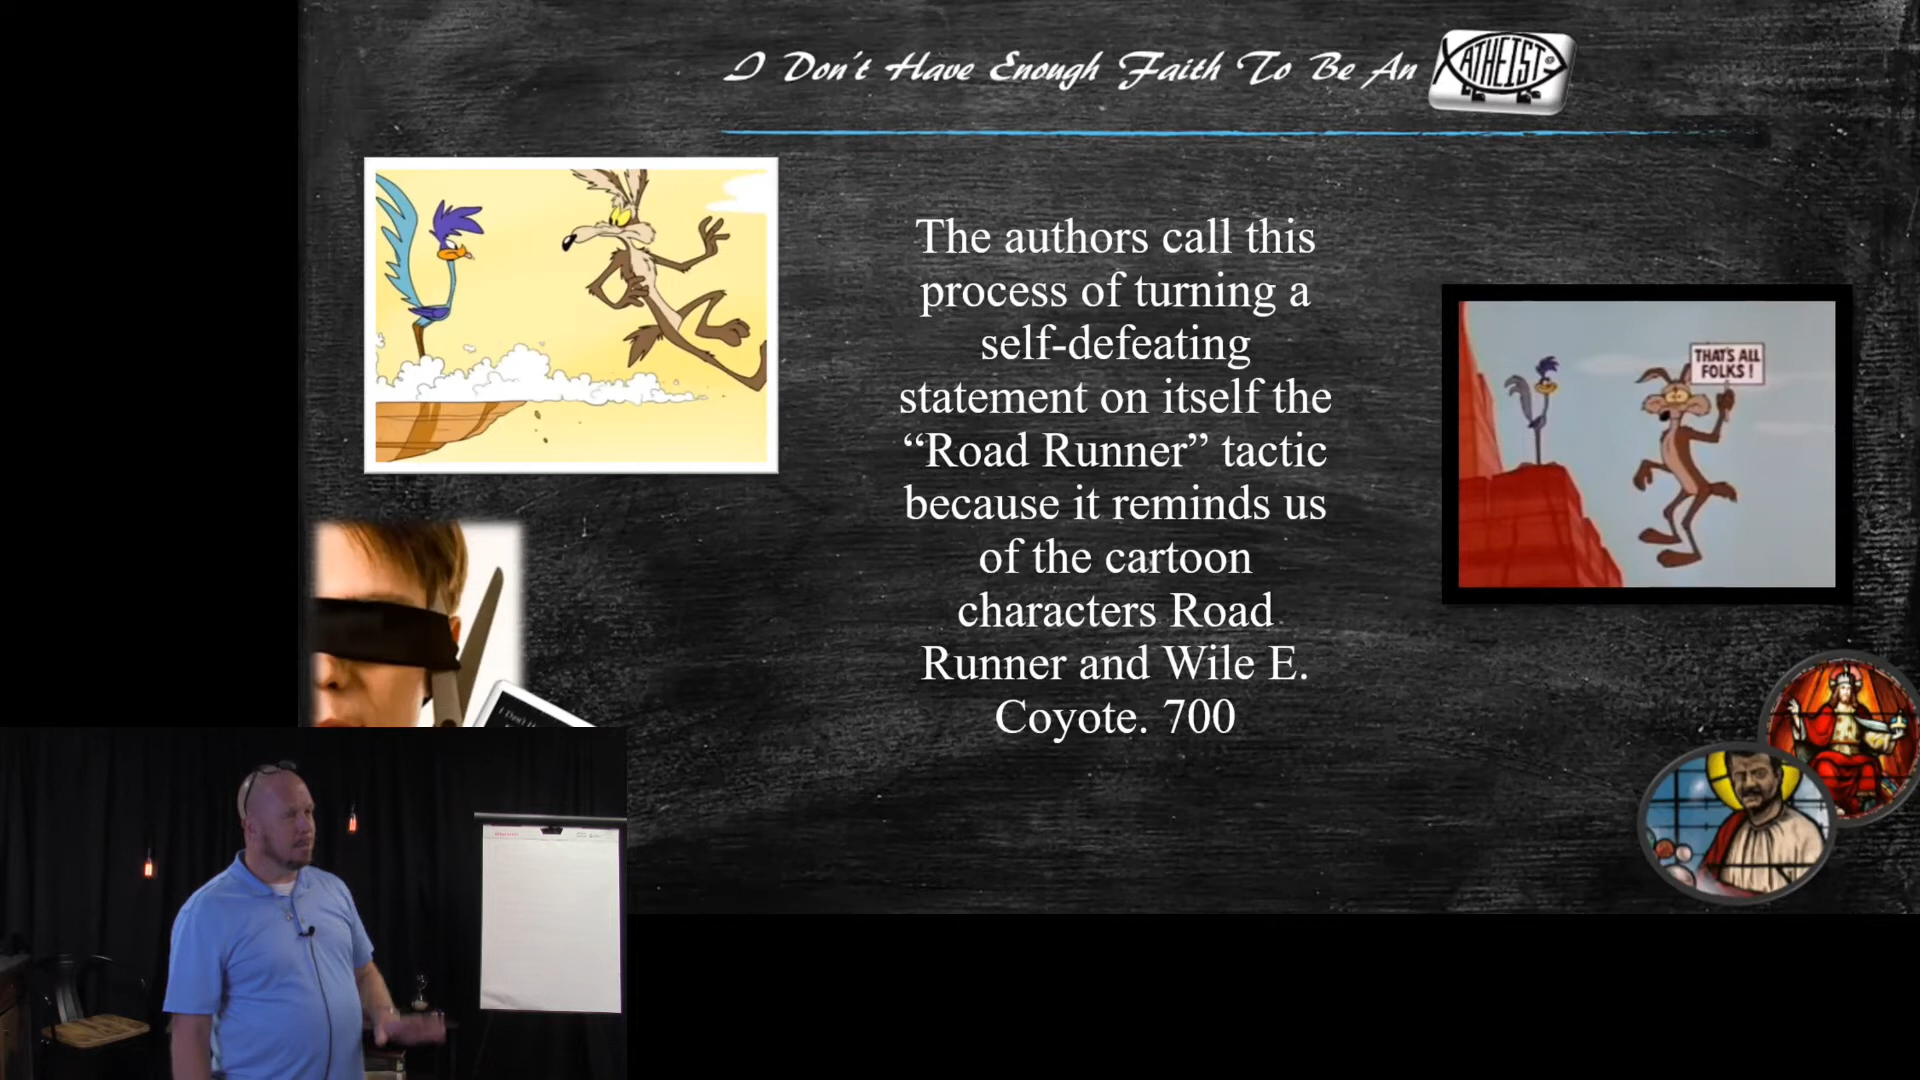 I Don't Have Enough Faith To Be An
ATHEIST
The authors call this
process of turning a
self-defeating
statement on itself the
“Road Runner” tactic
because it reminds us
of the cartoon
characters Road
Runner and Wile E.
Coyote. 700
THAT'S ALL
FOLKS!